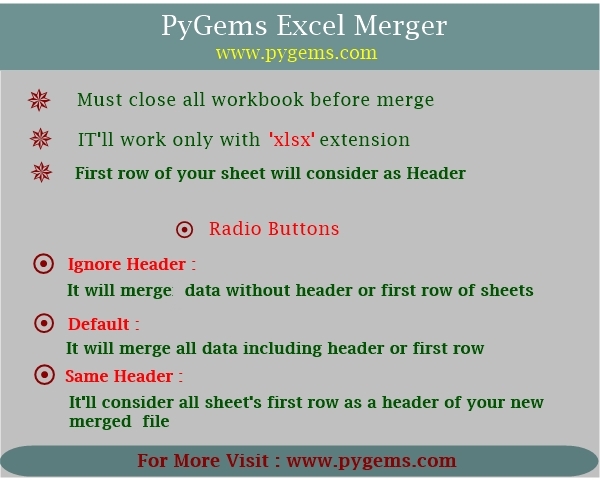 PyGems Excel Merger
www.pygems.com
Must close all workbook before merge
IT'll work only with 'xlsx' extension
First row of your sheet will consider as Header
Radio Buttons
Ignore Header :
It will merge data without header or first row of sheets
Default :
It will merge all data including header or first row
Same Header :
It'll consider all sheet's first row as a header of your new
merged file
For More Visit : www.pygems.com